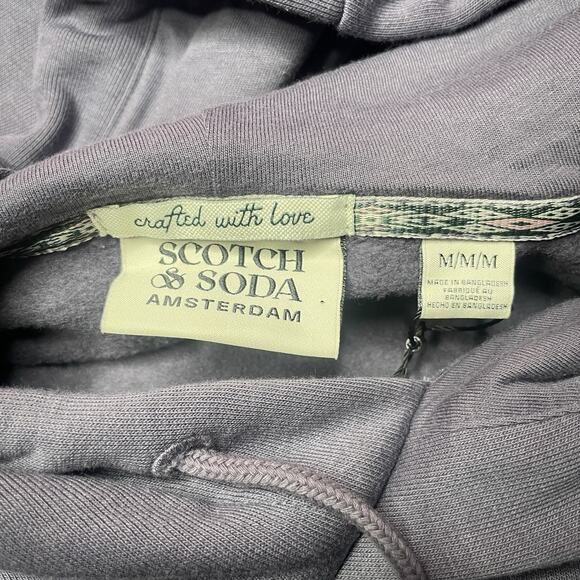 crafted with love
SCOTCH
& SODA
AMSTERDAM
M/M/M
MADE IN BANGLADESH
FABRIQUÉ AU
BANGLADESH
HECHO EN BANGLADESH